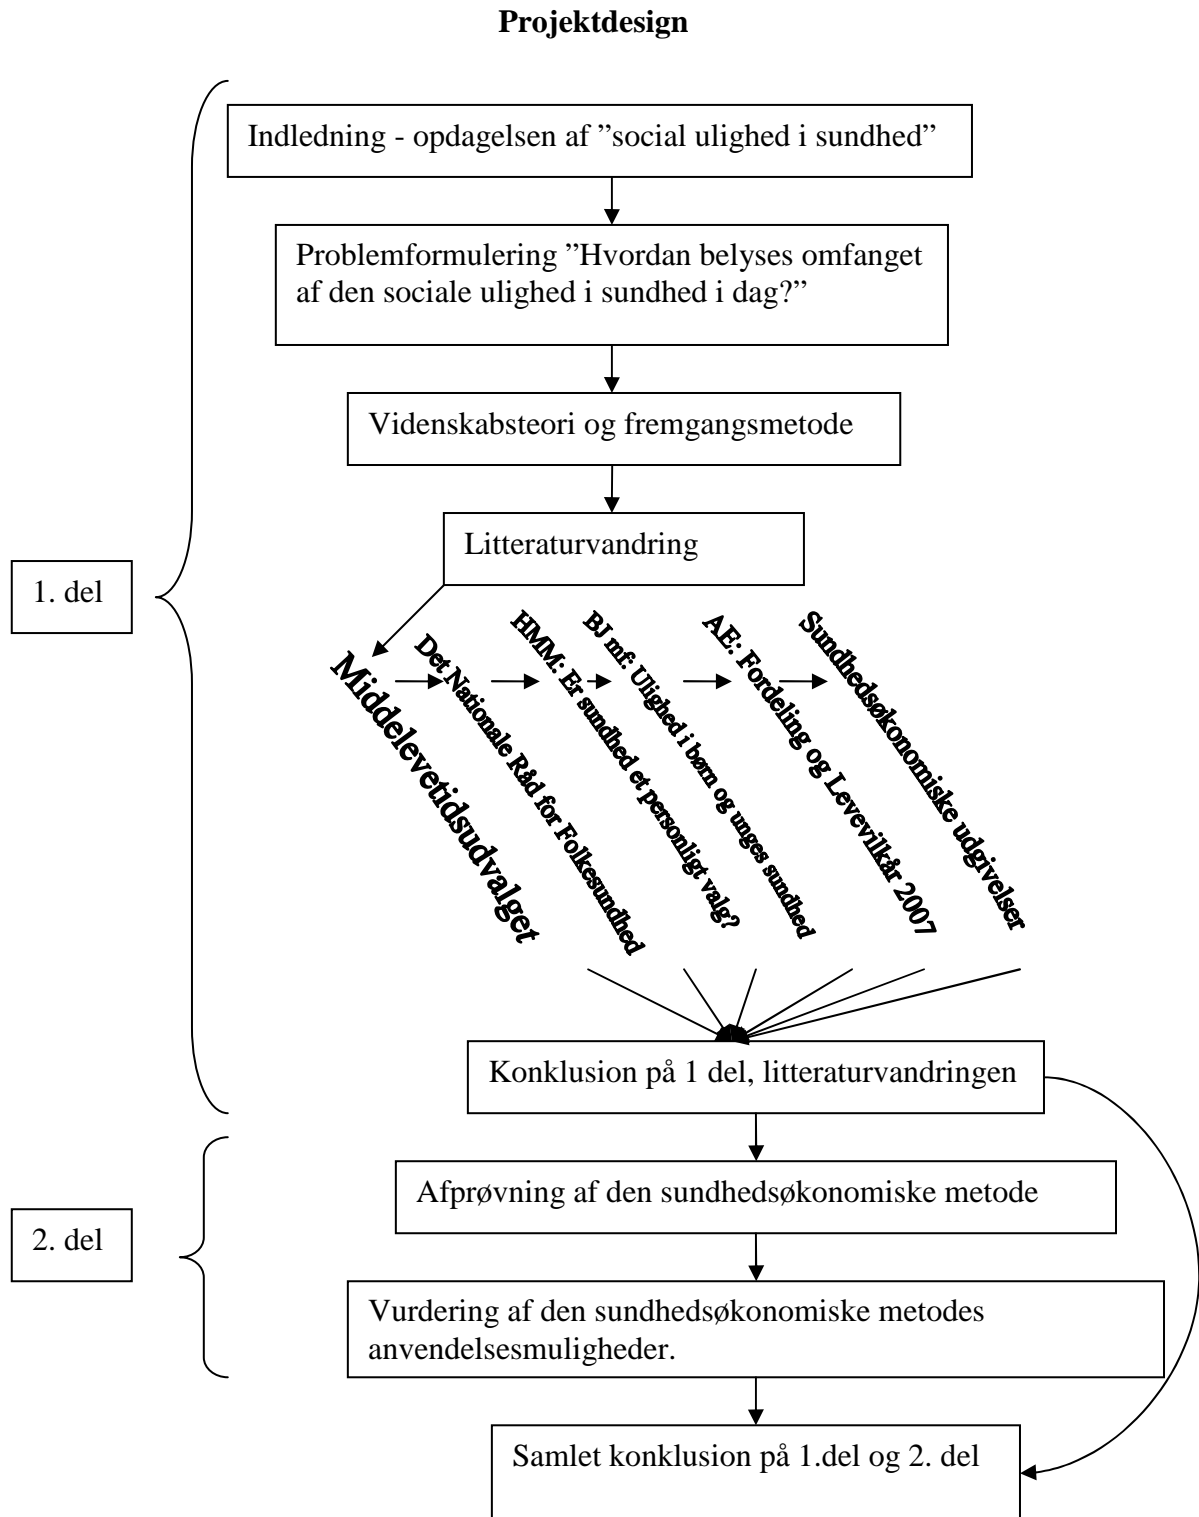 Projektdesign
Indledning - opdagelsen af ”social ulighed i sundhed”
Problemformulering ”Hvordan belyses omfanget
af den sociale ulighed i sundhed i dag?”
Videnskabsteori og fremgangsmetode
Litteraturvandring
1. del
Middelevetidsudvalget
Det Nationale Råd for Folkesundhed
HMM: Er sundhed et personligt valg?
BJ mf: Ulighed i børn og unges sundhed
AE: Fordeling og Levevilkår 2007
Sundhedsøkonomiske udgivelser
Konklusion på 1 del, litteraturvandringen
Afprøvning af den sundhedsøkonomiske metode
2. del
Vurdering af den sundhedsøkonomiske metodes
anvendelsesmuligheder.
Samlet konklusion på 1.del og 2. del